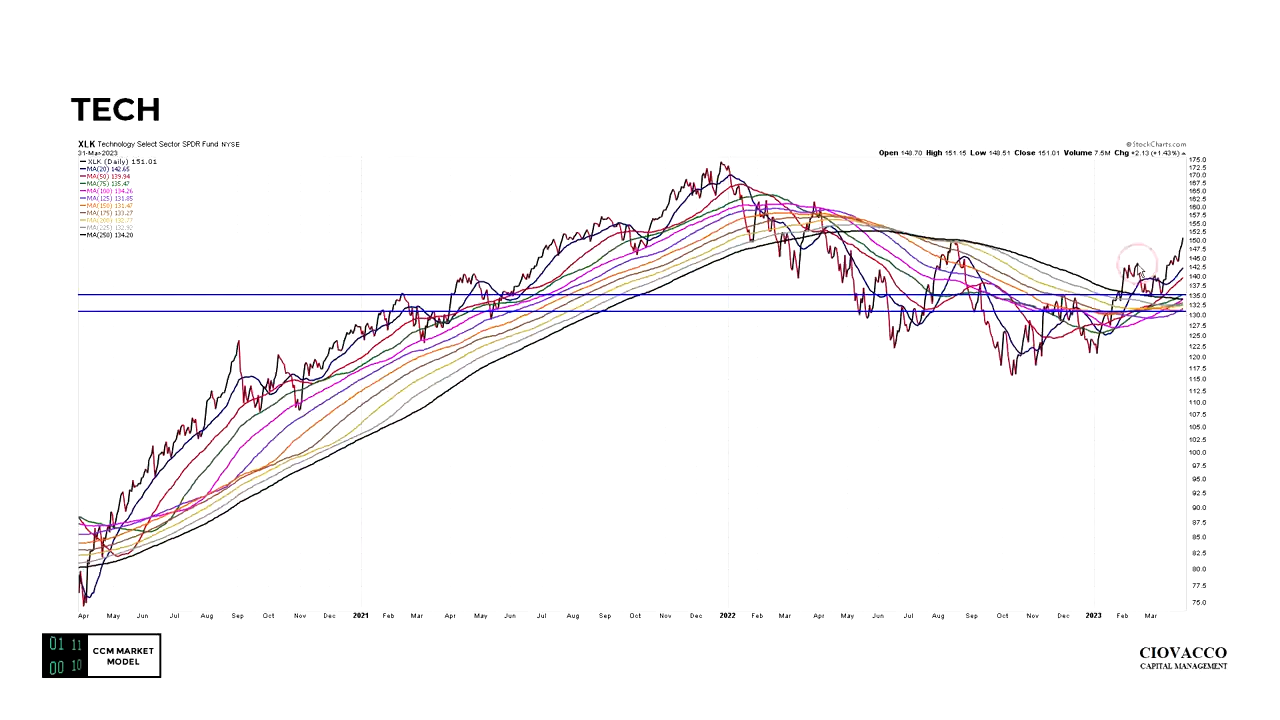 TECH
XLK Technology Select Sector SPDR Fund NYSE
© StockCharts.com
31-Mar-2023
Open 148.70 High 151.15 Low 148.51 Close 151.01 Volume 7.5M Chg +2.13 (+1.43%)
XLK (Daily) 151.01
MA(20) 142.65
MA(50) 139.94
MA(75) 135.47
MA(100) 134.26
MA(125) 131.85
MA(150) 131.47
MA(175) 133.27
MA(200) 132.77
MA(225) 132.92
MA(250) 134.20
175.0
172.5
170.0
167.5
165.0
162.5
160.0
157.5
155.0
152.5
150.0
147.5
145.0
142.5
140.0
137.5
135.0
132.5
130.0
127.5
125.0
122.5
120.0
117.5
115.0
112.5
110.0
107.5
105.0
102.5
100.0
97.5
95.0
92.5
90.0
87.5
85.0
82.5
80.0
77.5
75.0
Apr May Jun Jul Aug Sep Oct Nov Dec 2021 Feb Mar Apr May Jun Jul Aug Sep Oct Nov Dec 2022 Feb Mar Apr May Jun Jul Aug Sep Oct Nov Dec 2023 Feb Mar
01 11
00 10
CCM MARKET
MODEL
CIOVACCO
CAPITAL MANAGEMENT